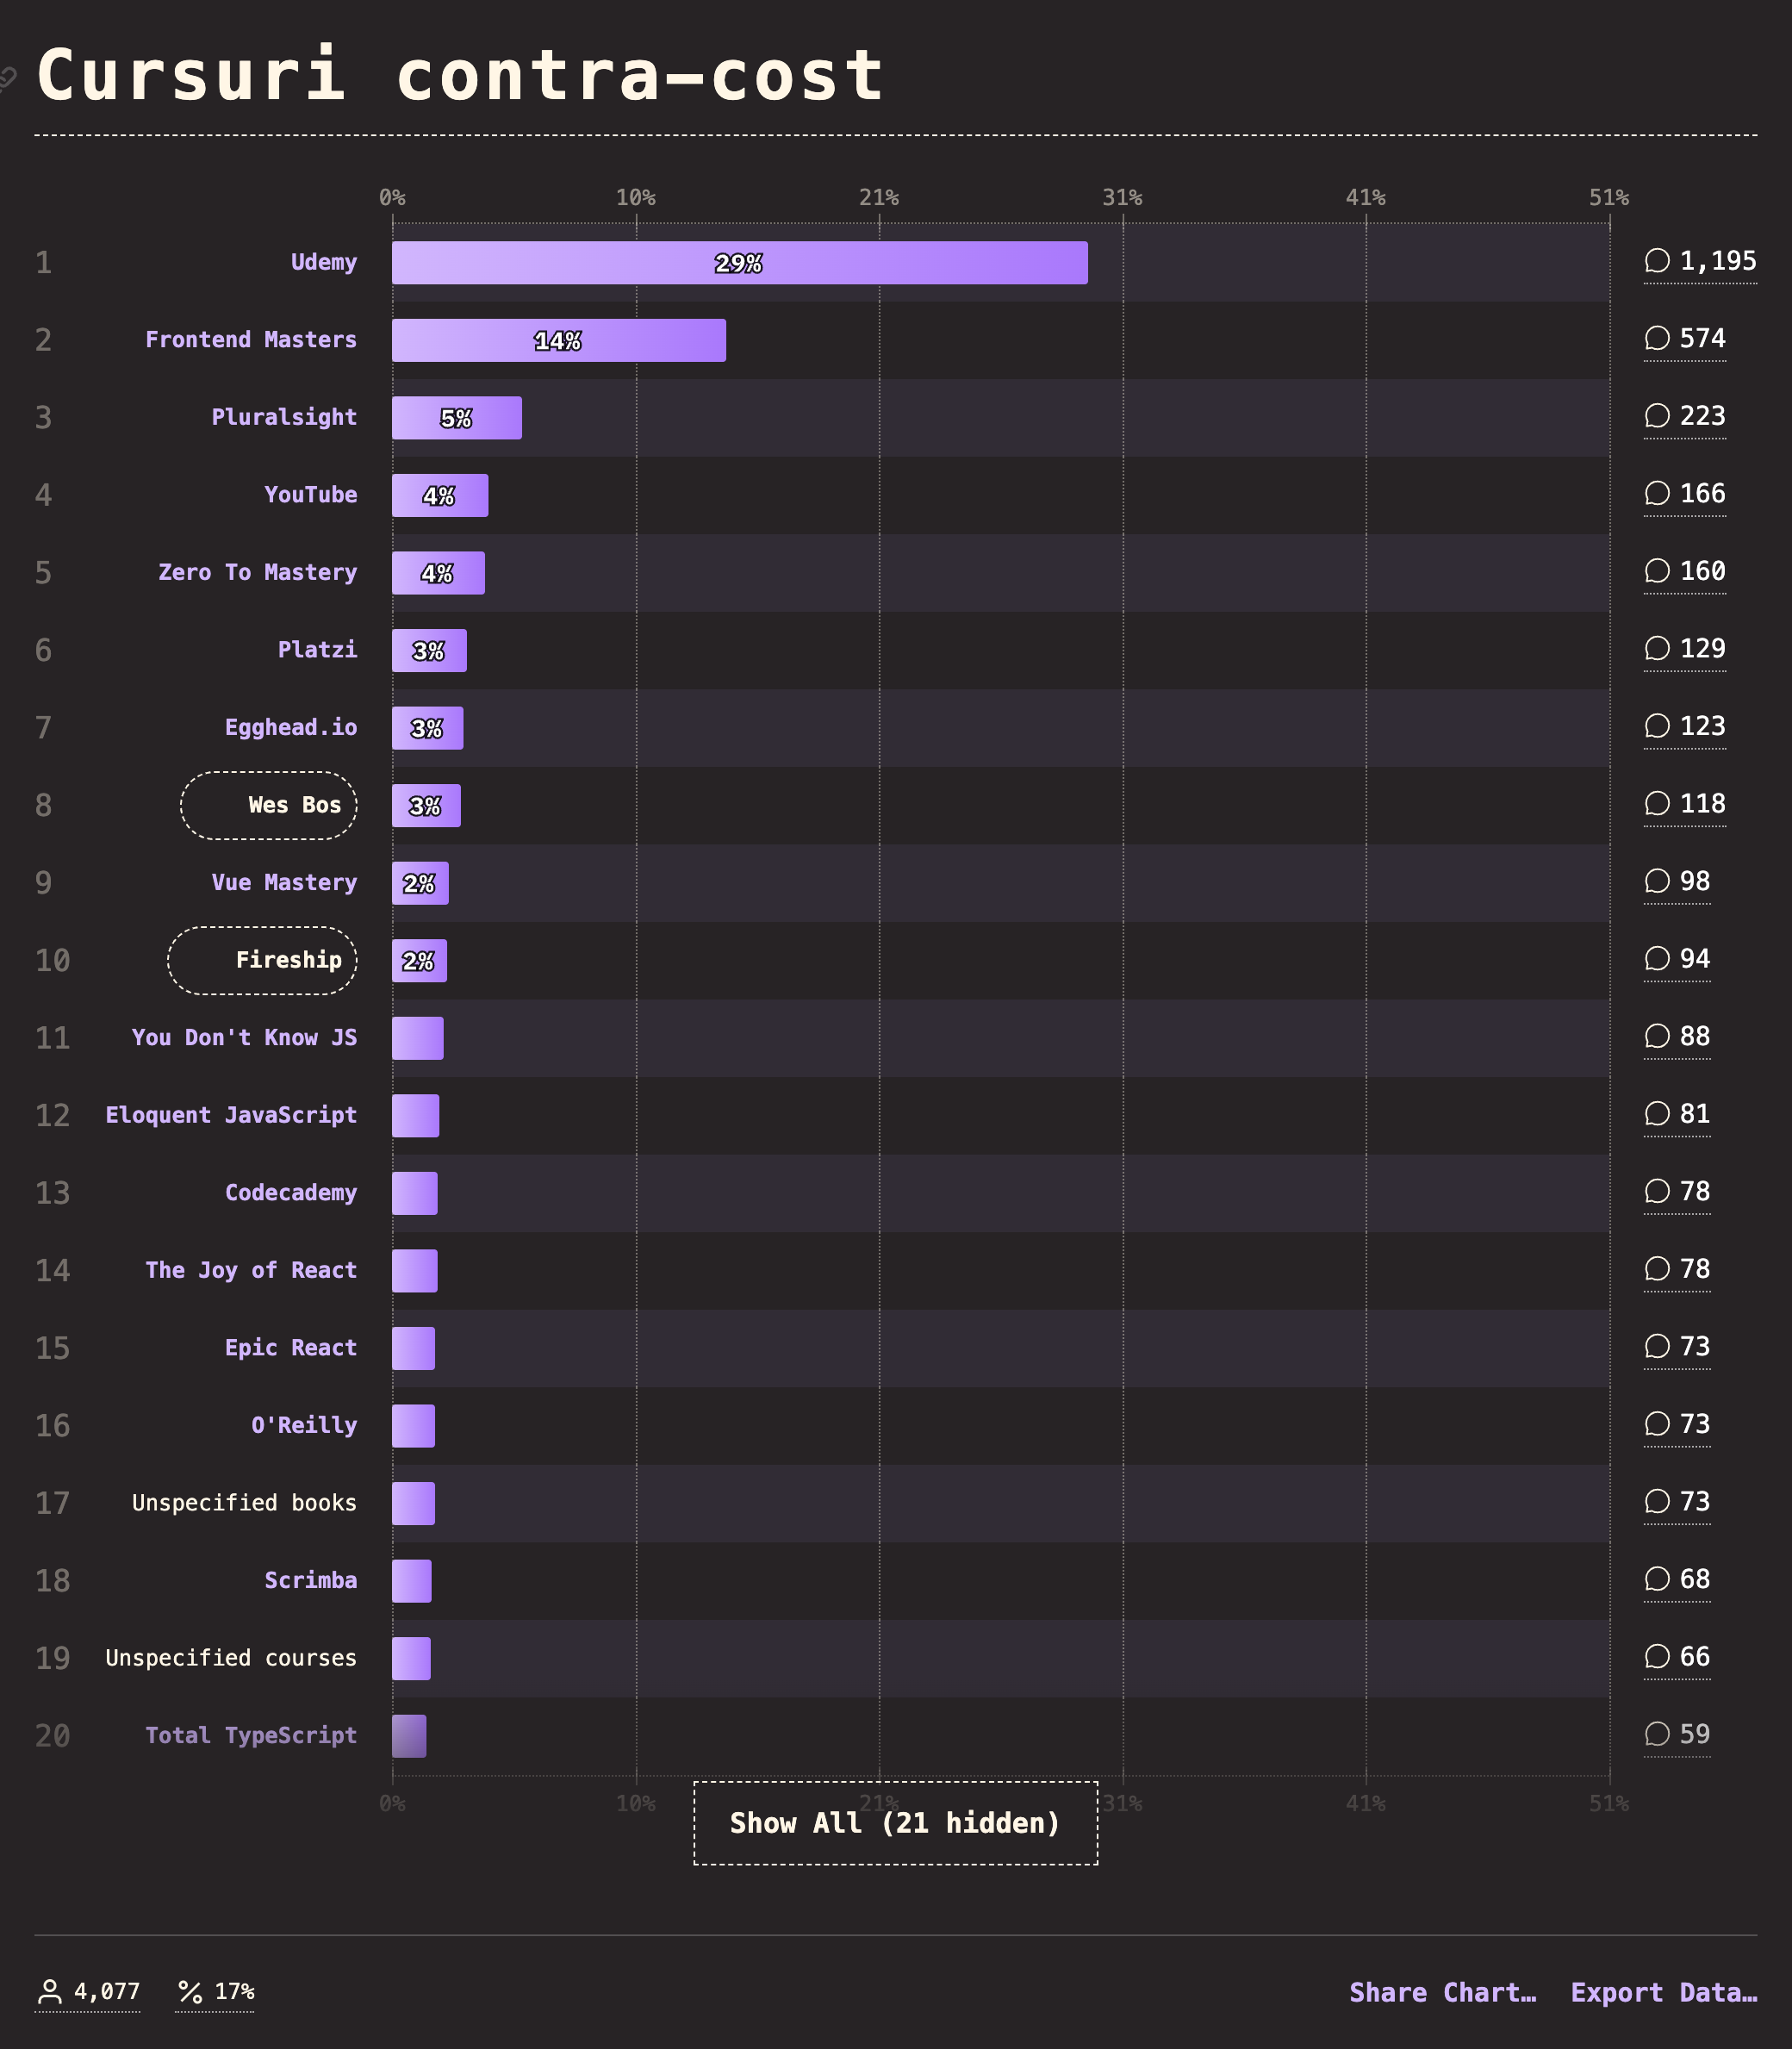 Cursuri contra-cost
0% 10% 21% 31% 41% 51%
1 Udemy 29% 1,195
2 Frontend Masters 14% 574
3 Pluralsight 5% 223
4 YouTube 4% 166
5 Zero To Mastery 4% 160
6 Platzi 3% 129
7 Egghead.io 3% 123
8 Wes Bos 3% 118
9 Vue Mastery 2% 98
10 Fireship 2% 94
11 You Don't Know JS 88
12 Eloquent JavaScript 81
13 Codecademy 78
14 The Joy of React 78
15 Epic React 73
16 O'Reilly 73
17 Unspecified books 73
18 Scrimba 68
19 Unspecified courses 66
20 Total TypeScript 59
0% 10% 21% 31% 41% 51%
Show All (21 hidden)
4,077 % 17% Share Chart… Export Data…